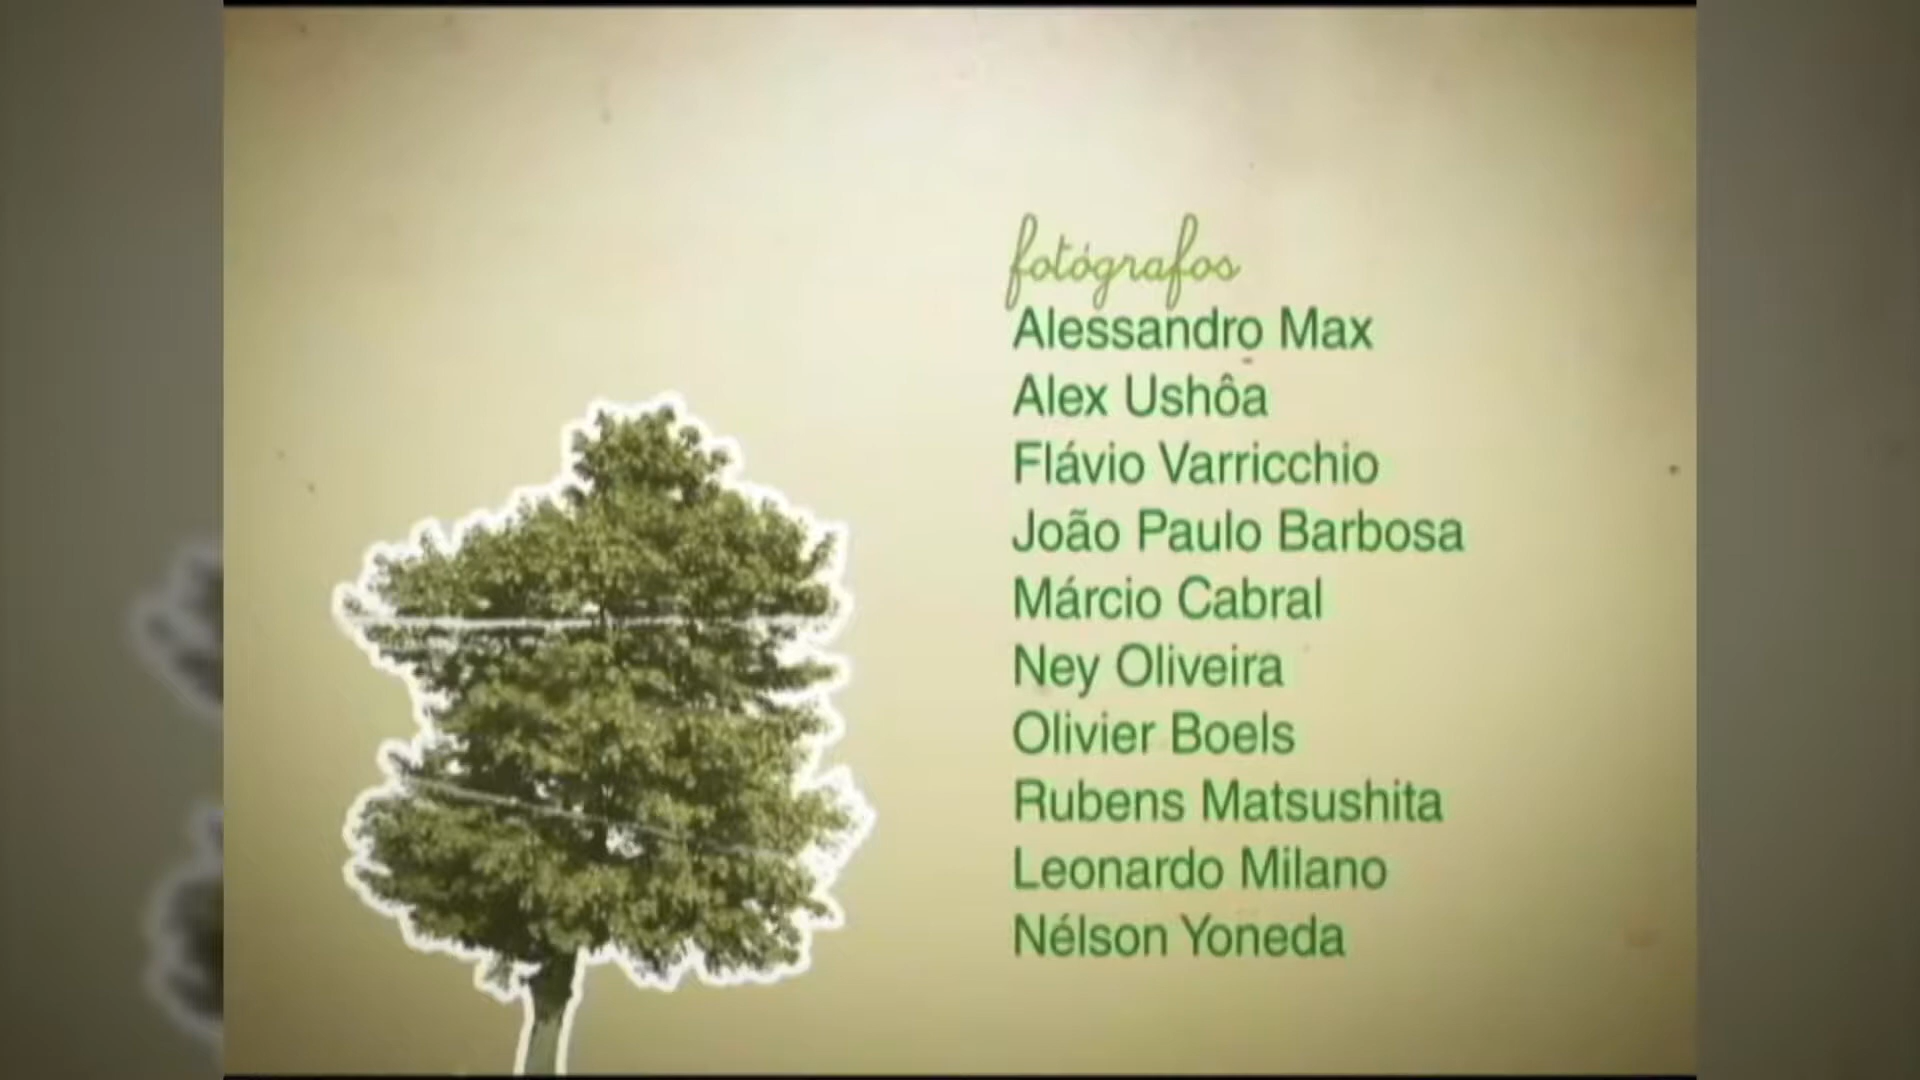 fotógrafos
Alessandro Max
Alex Ushôa
Flávio Varricchio
João Paulo Barbosa
Márcio Cabral
Ney Oliveira
Olivier Boels
Rubens Matsushita
Leonardo Milano
Nélson Yoneda